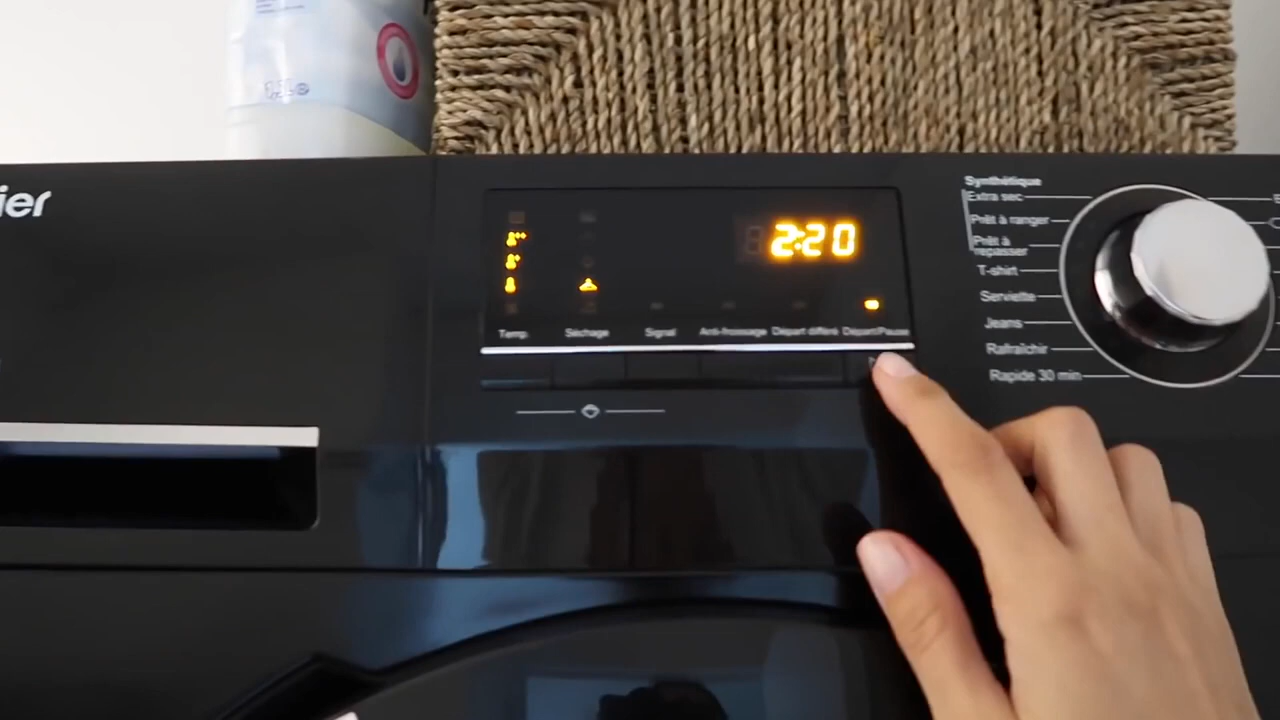 ier
2:20
Temp.
Séchage
Signal
Anti-froissage
Départ différé
Départ/Pause
Synthétique
Extra sec
Prêt à ranger
Prêt à
repasser
T-shirt
Serviette
Jeans
Rafraîchir
Rapide 30 min